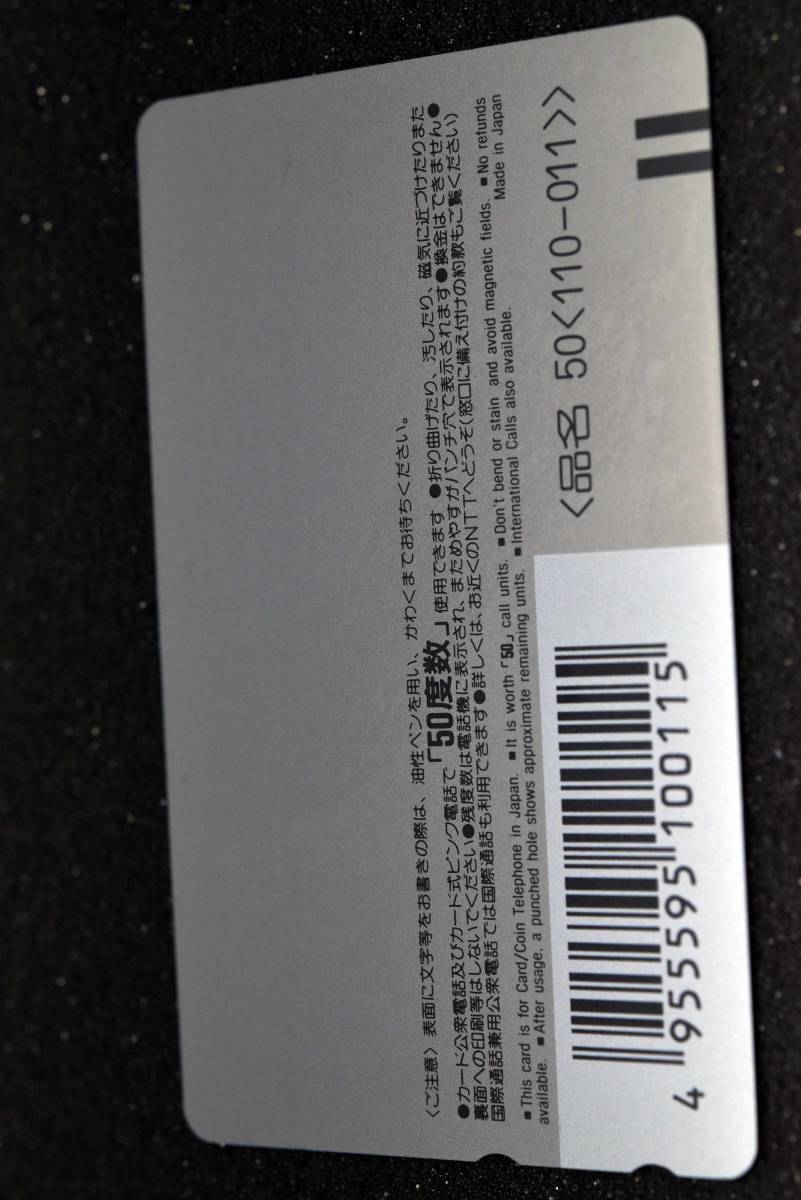 〈ご注意〉 表面に文字等をお書きの際は、油性ペンを用い、かわくまでお待ちください。
●カード公衆電話及びカード式ピンク電話で「50度数」使用できます ●折り曲げたり、汚したり、磁気に近づけたりまた
裏面への印刷等はしないでください●残度数は電話機に表示され、まためやすがパンチ穴で表示されます●換金はできません●
国際通話兼用公衆電話では国際通話も利用できます●詳しくは、お近くのNTTへどうぞ(窓口に備え付けの約款もご覧ください)
■This card is for Card/Coin Telephone in Japan. ■It is worth「50」call units. ■Don't bend or stain and avoid magnetic fields. ■No refunds
available. ■After usage, a punched hole shows approximate remaining units. ■International Calls also available. Made in Japan
<品名 50<110-011>>
4 955595 100115